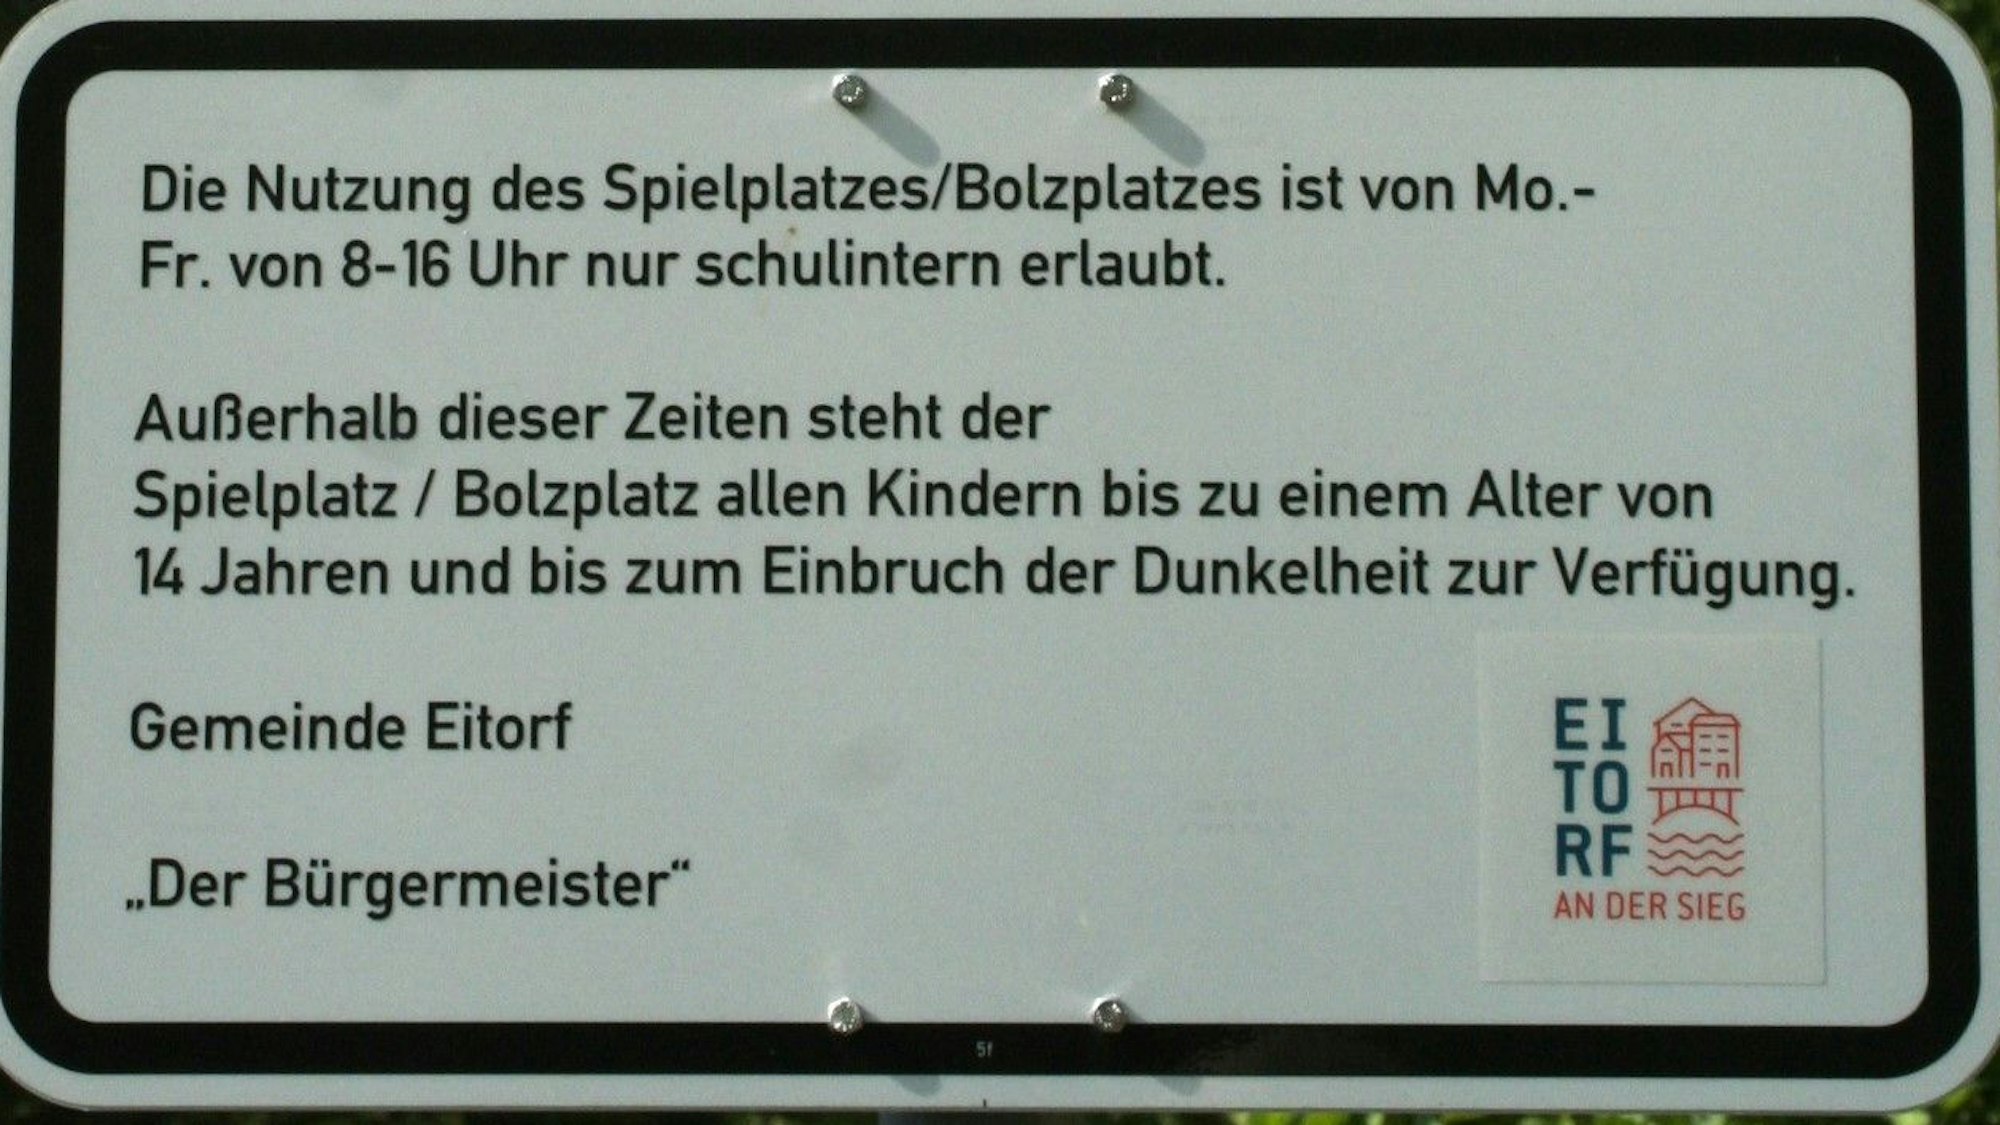 Die Nutzung des Spielplatzes/Bolzplatzes ist von Mo.-
Fr. von 8-16 Uhr nur schulintern erlaubt.
Außerhalb dieser Zeiten steht der
Spielplatz / Bolzplatz allen Kindern bis zu einem Alter von
14 Jahren und bis zum Einbruch der Dunkelheit zur Verfügung.
Gemeinde Eitorf
„Der Bürgermeister“
EI
TO
RF
AN DER SIEG